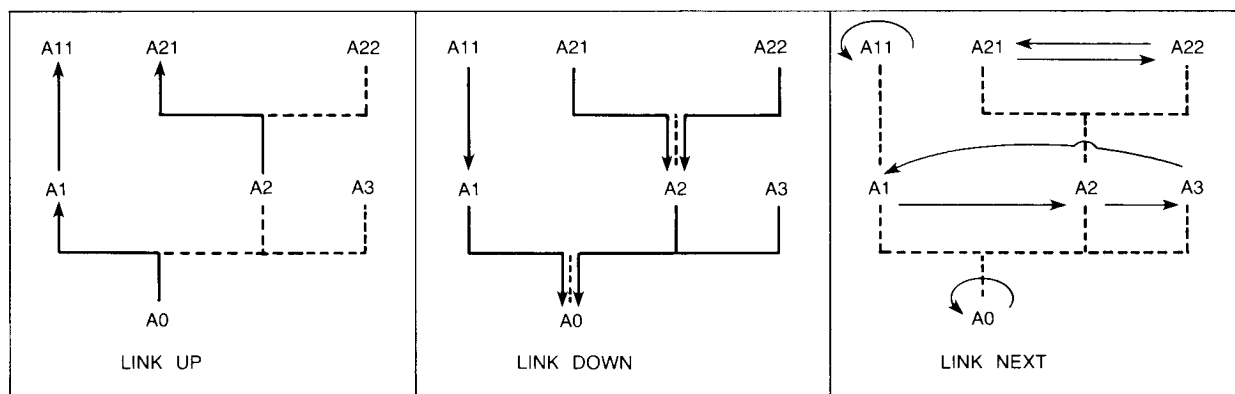 A11 A21 A22
A1 A2 A3
A0
LINK UP
A11 A21 A22
A1 A2 A3
A0
LINK DOWN
A11 A21 A22
A1 A2 A3
A0
LINK NEXT